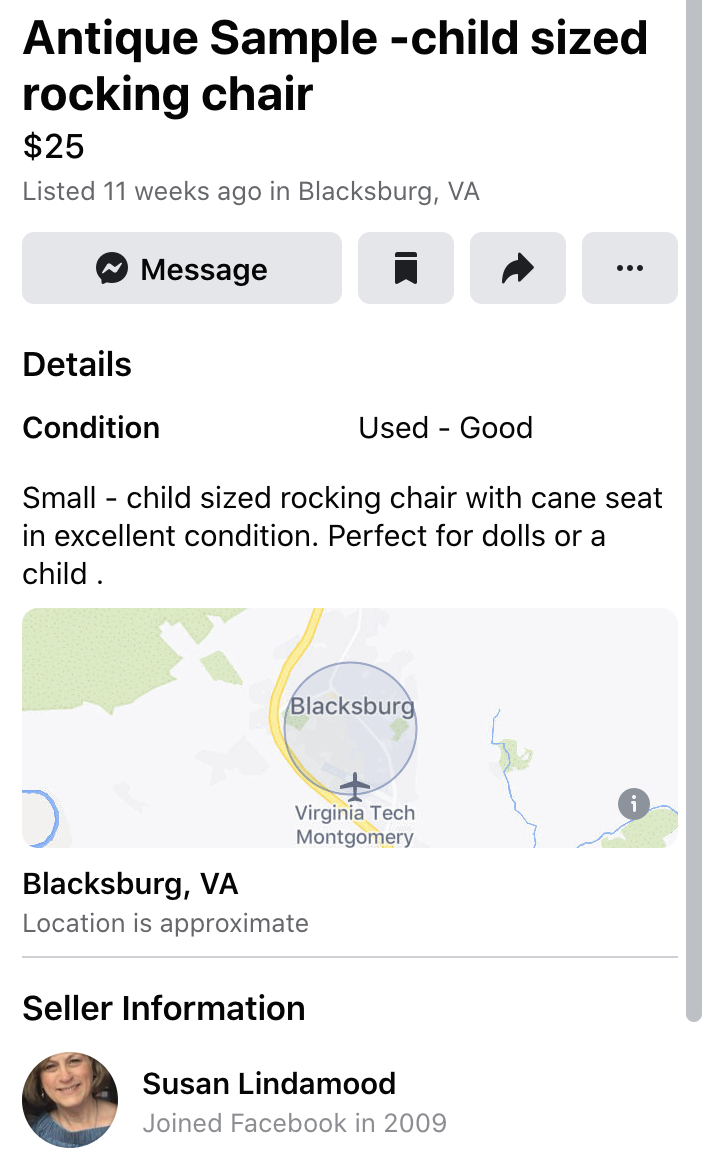 Antique Sample -child sized
rocking chair
$25
Listed 11 weeks ago in Blacksburg, VA
Message
Details
Condition Used - Good
Small - child sized rocking chair with cane seat
in excellent condition. Perfect for dolls or a
child .
Blacksburg
Virginia Tech
Montgomery
Blacksburg, VA
Location is approximate
Seller Information
Susan Lindamood
Joined Facebook in 2009